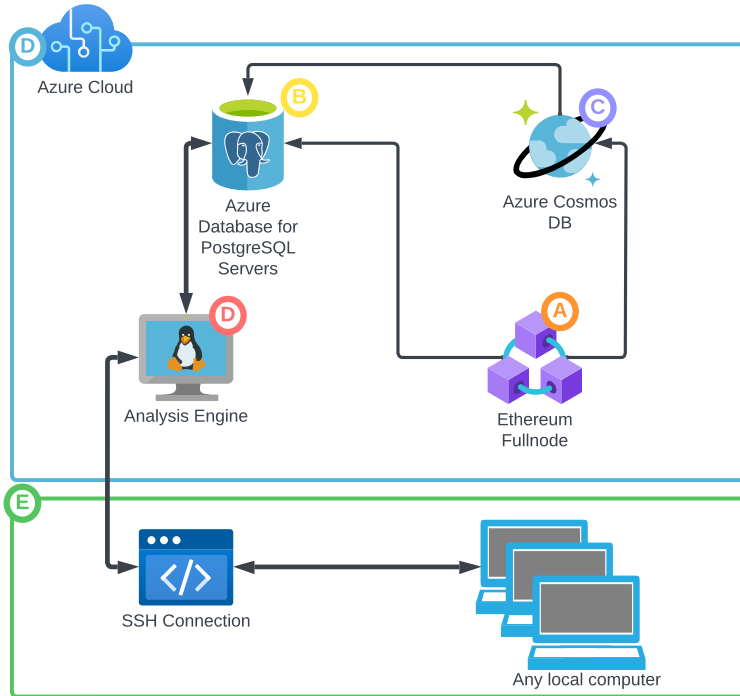 D
Azure Cloud
B
Azure
Database for
PostgreSQL
Servers
C
Azure Cosmos
DB
D
Analysis Engine
A
Ethereum
Fullnode
E
SSH Connection
Any local computer